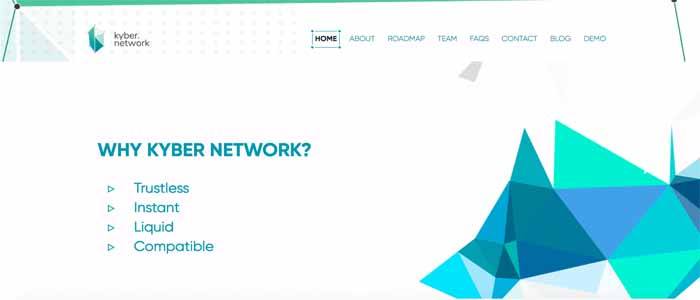 kyber.
network
HOME ABOUT ROADMAP TEAM FAQS CONTACT BLOG DEMO
WHY KYBER NETWORK?
Trustless
Instant
Liquid
Compatible